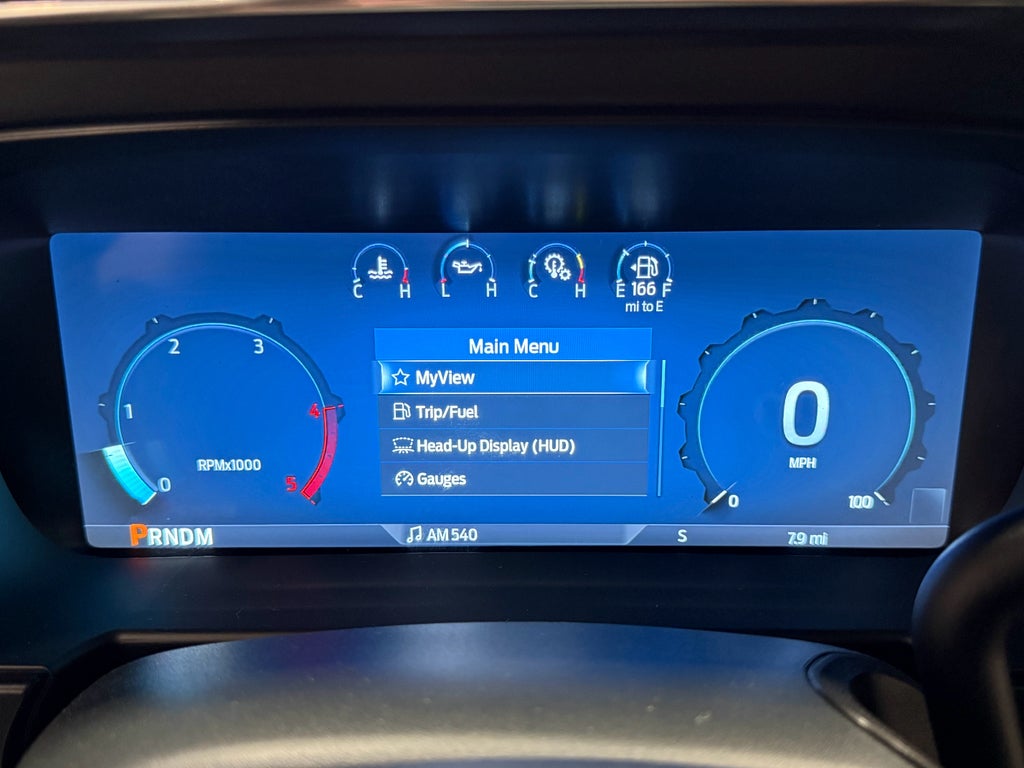 C H
L H
C H
E 166 F
mi to E
0 1 2 3 4 5
RPMx1000
Main Menu
MyView
Trip/Fuel
Head-Up Display (HUD)
Gauges
0
MPH
0 100
PRNDM
AM 540
S
7.9 mi